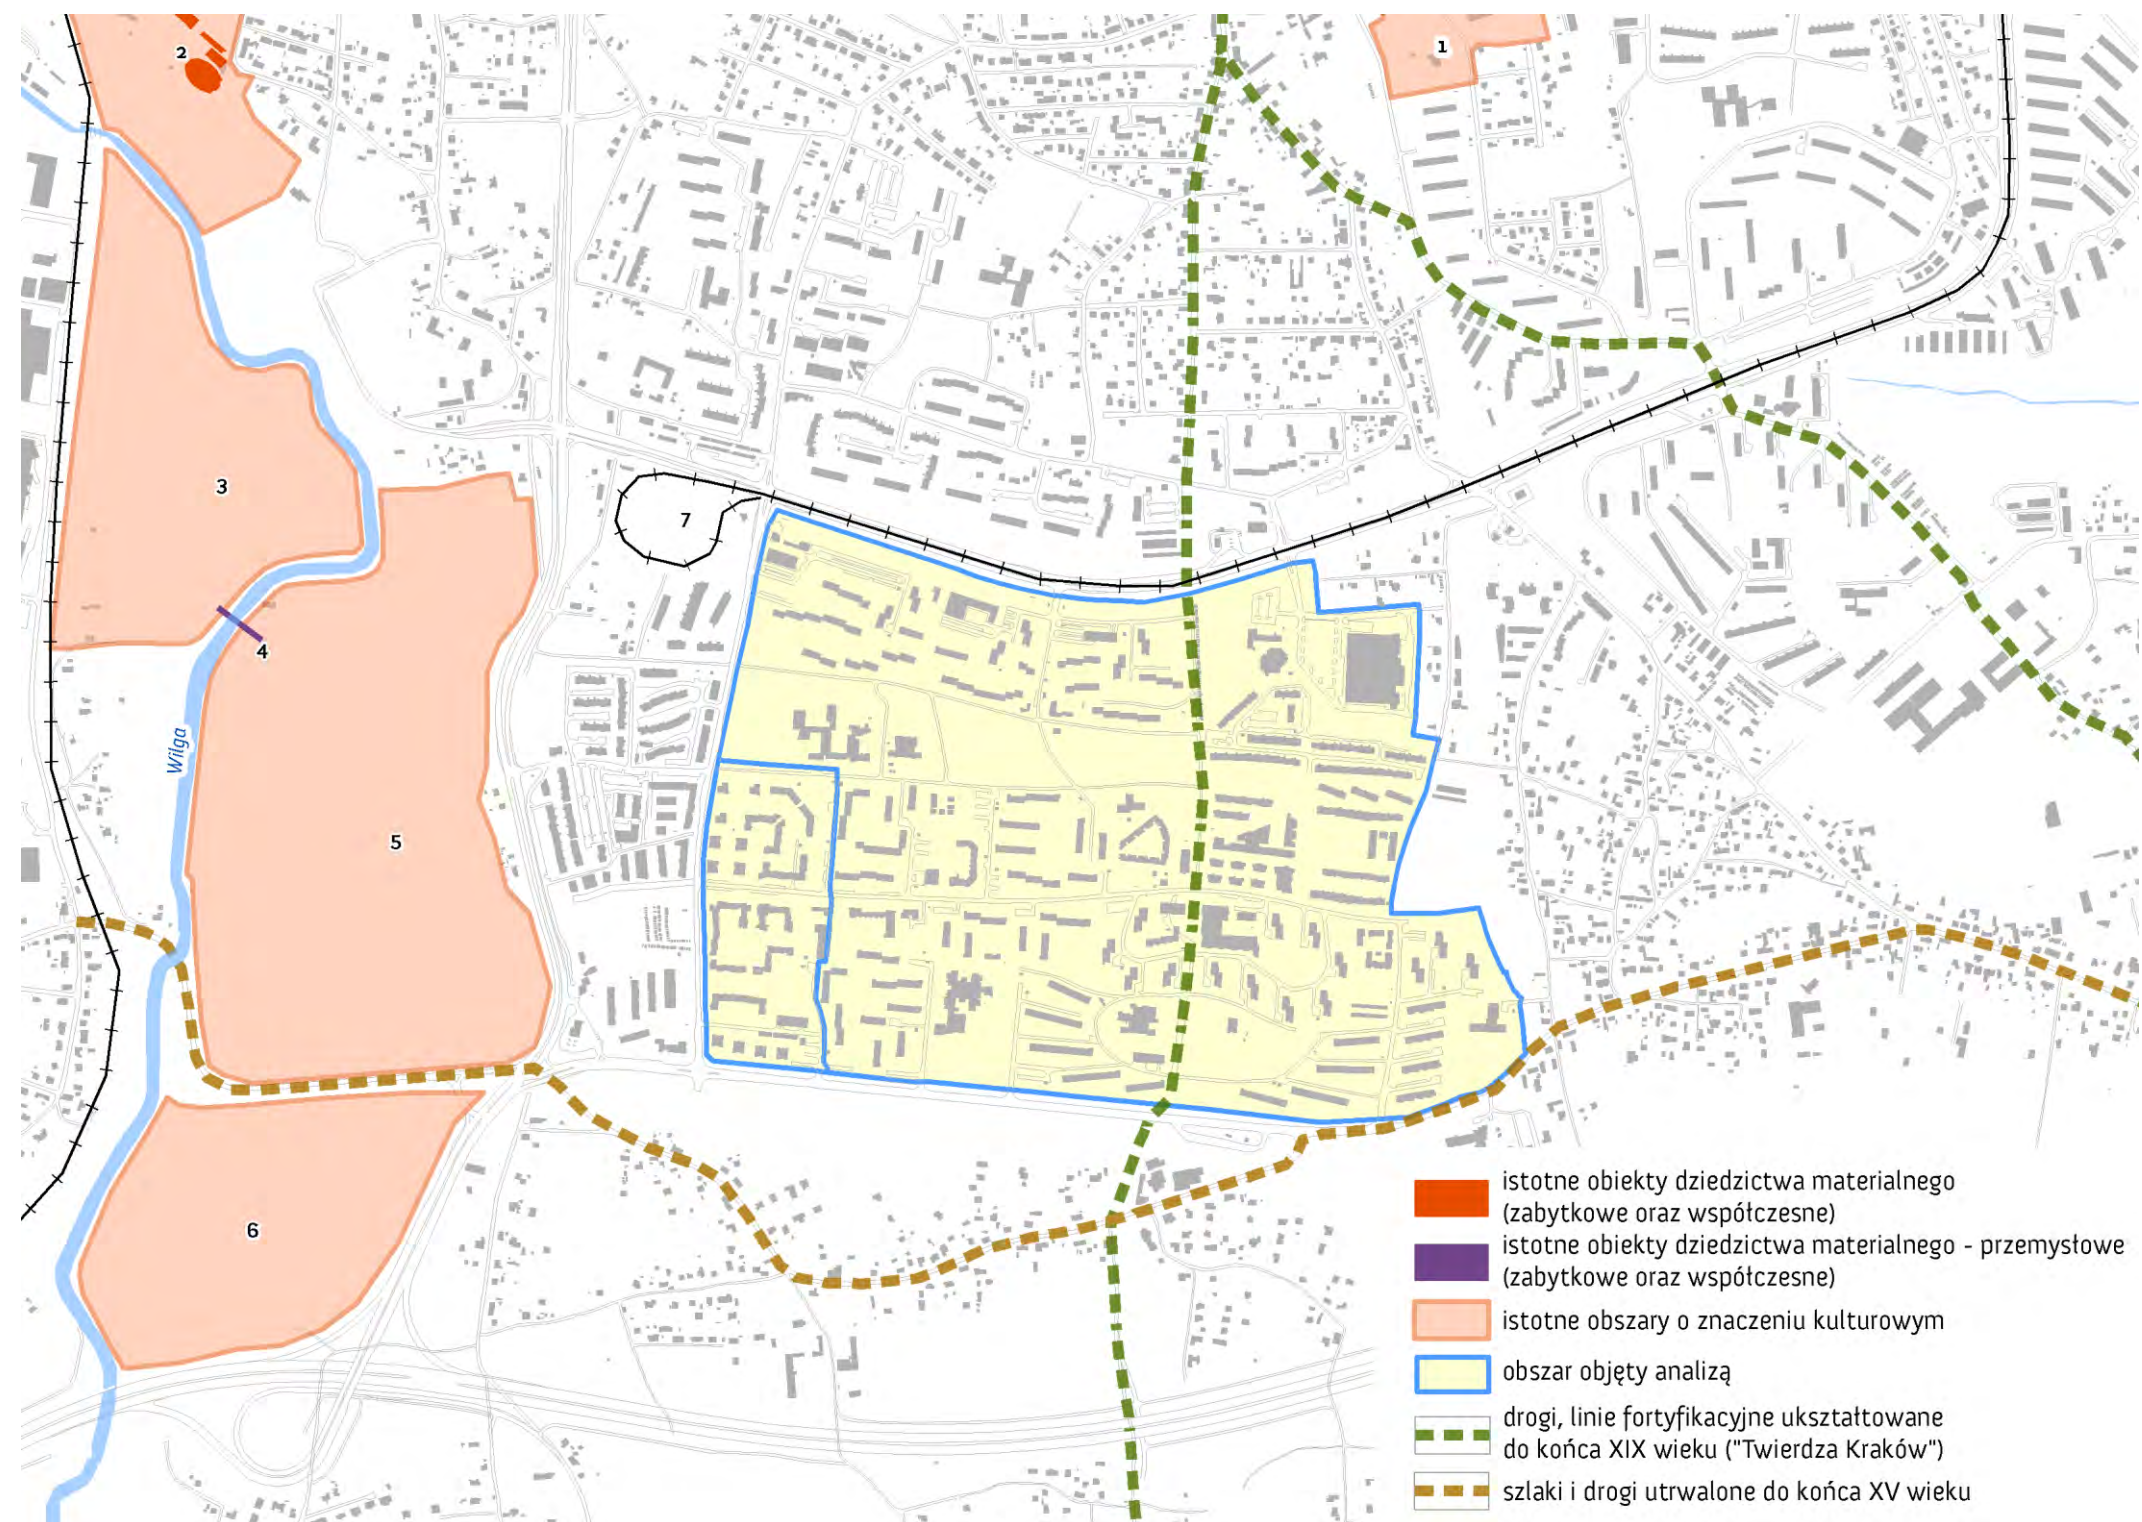 2
1
3
7
4
Wilga
5
6
istotne obiekty dziedzictwa materialnego
(zabytkowe oraz współczesne)
istotne obiekty dziedzictwa materialnego - przemysłowe
(zabytkowe oraz współczesne)
istotne obszary o znaczeniu kulturowym
obszar objęty analizą
drogi, linie fortyfikacyjne ukształtowane
do końca XIX wieku ("Twierdza Kraków")
szlaki i drogi utrwalone do końca XV wieku